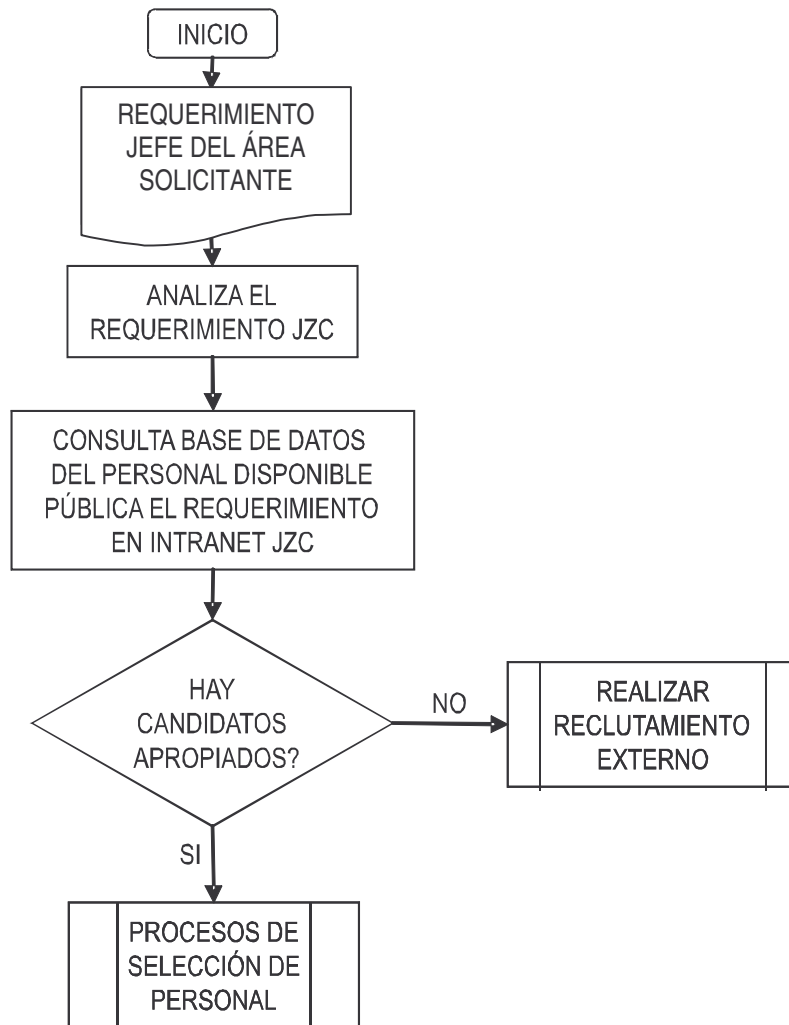 INICIO
REQUERIMIENTO
JEFE DEL ÁREA
SOLICITANTE
ANALIZA EL
REQUERIMIENTO JZC
CONSULTA BASE DE DATOS
DEL PERSONAL DISPONIBLE
PÚBLICA EL REQUERIMIENTO
EN INTRANET JZC
HAY
CANDIDATOS
APROPIADOS?
NO
REALIZAR
RECLUTAMIENTO
EXTERNO
SI
PROCESOS DE
SELECCIÓN DE
PERSONAL